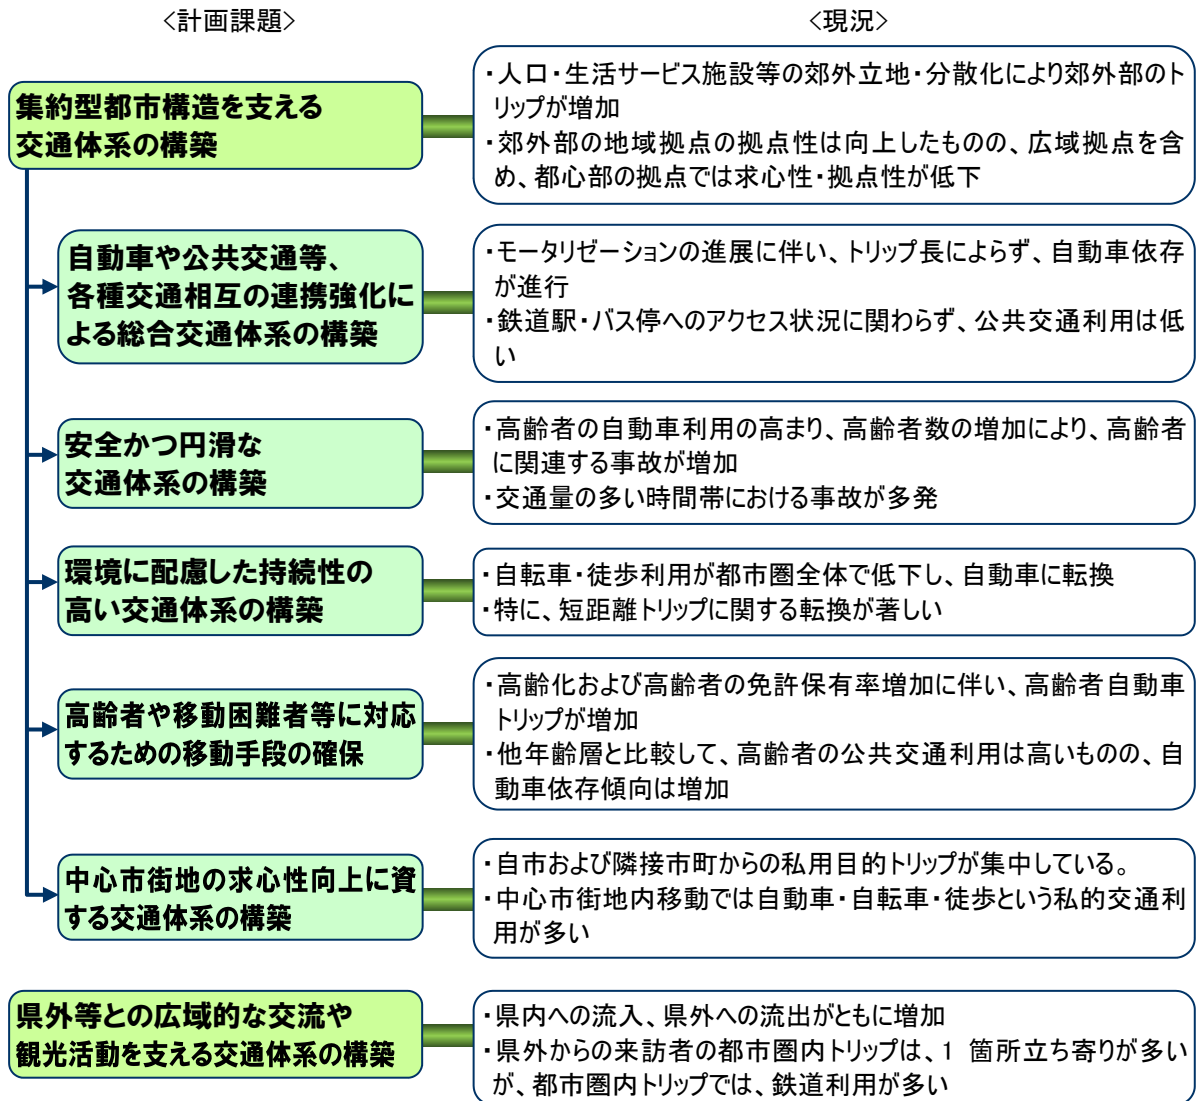 <計画課題>
<現況>
集約型都市構造を支える
交通体系の構築
・人口・生活サービス施設等の郊外立地・分散化により郊外部のト
リップが増加
・郊外部の地域拠点の拠点性は向上したものの、広域拠点を含
め、都心部の拠点では求心性・拠点性が低下
自動車や公共交通等、
各種交通相互の連携強化に
よる総合交通体系の構築
・モータリゼーションの進展に伴い、トリップ長によらず、自動車依存
が進行
・鉄道駅・バス停へのアクセス状況に関わらず、公共交通利用は低
い
安全かつ円滑な
交通体系の構築
・高齢者の自動車利用の高まり、高齢者数の増加により、高齢者
に関連する事故が増加
・交通量の多い時間帯における事故が多発
環境に配慮した持続性の
高い交通体系の構築
・自転車・徒歩利用が都市圏全体で低下し、自動車に転換
・特に、短距離トリップに関する転換が著しい
高齢者や移動困難者等に対応
するための移動手段の確保
・高齢化および高齢者の免許保有率増加に伴い、高齢者自動車
トリップが増加
・他年齢層と比較して、高齢者の公共交通利用は高いものの、自
動車依存傾向は増加
中心市街地の求心性向上に資
する交通体系の構築
・自市および隣接市町からの私用目的トリップが集中している。
・中心市街地内移動では自動車・自転車・徒歩という私的交通利
用が多い
県外等との広域的な交流や
観光活動を支える交通体系の構築
・県内への流入、県外への流出がともに増加
・県外からの来訪者の都市圏内トリップは、1 箇所立ち寄りが多い
が、都市圏内トリップでは、鉄道利用が多い